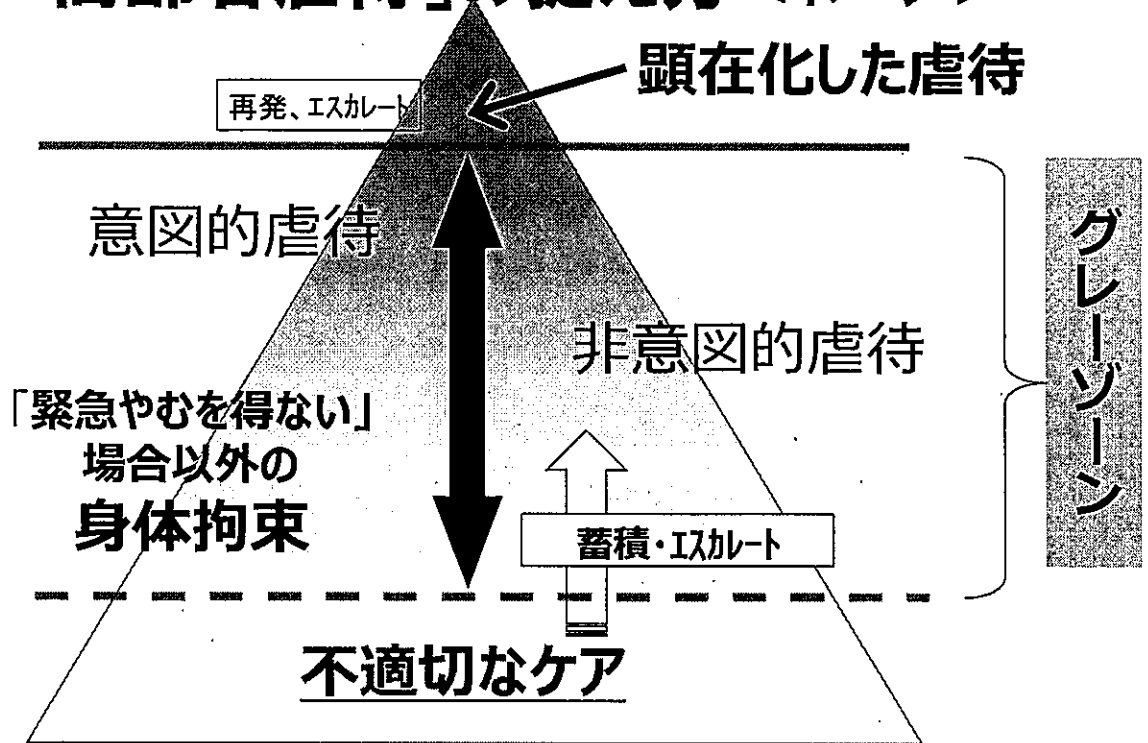 顕在化した虐待
再発、エスカレート
意図的虐待
非意図的虐待
グレーゾーン
「緊急やむを得ない」
場合以外の
身体拘束
蓄積・エスカレート
不適切なケア